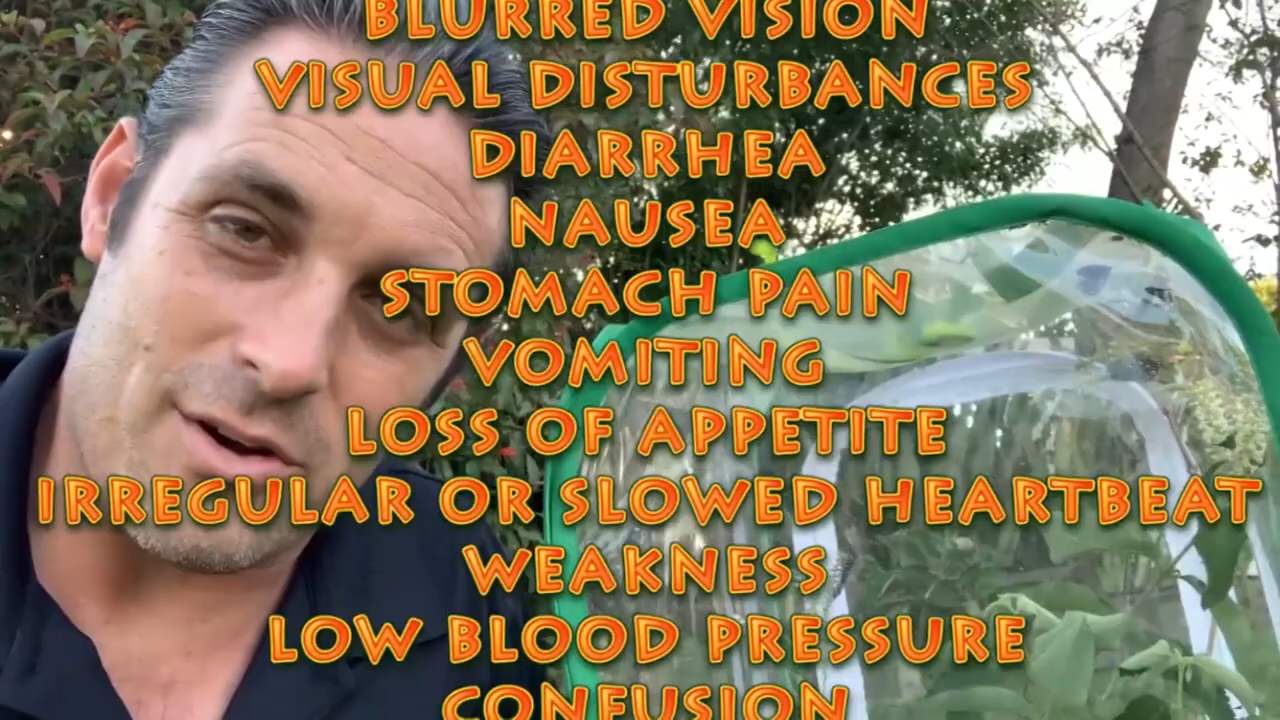 BLURRED VISION
VISUAL DISTURBANCES
DIARRHEA
NAUSEA
STOMACH PAIN
VOMITING
LOSS OF APPETITE
IRREGULAR OR SLOWED HEARTBEAT
WEAKNESS
LOW BLOOD PRESSURE
CONFUSION